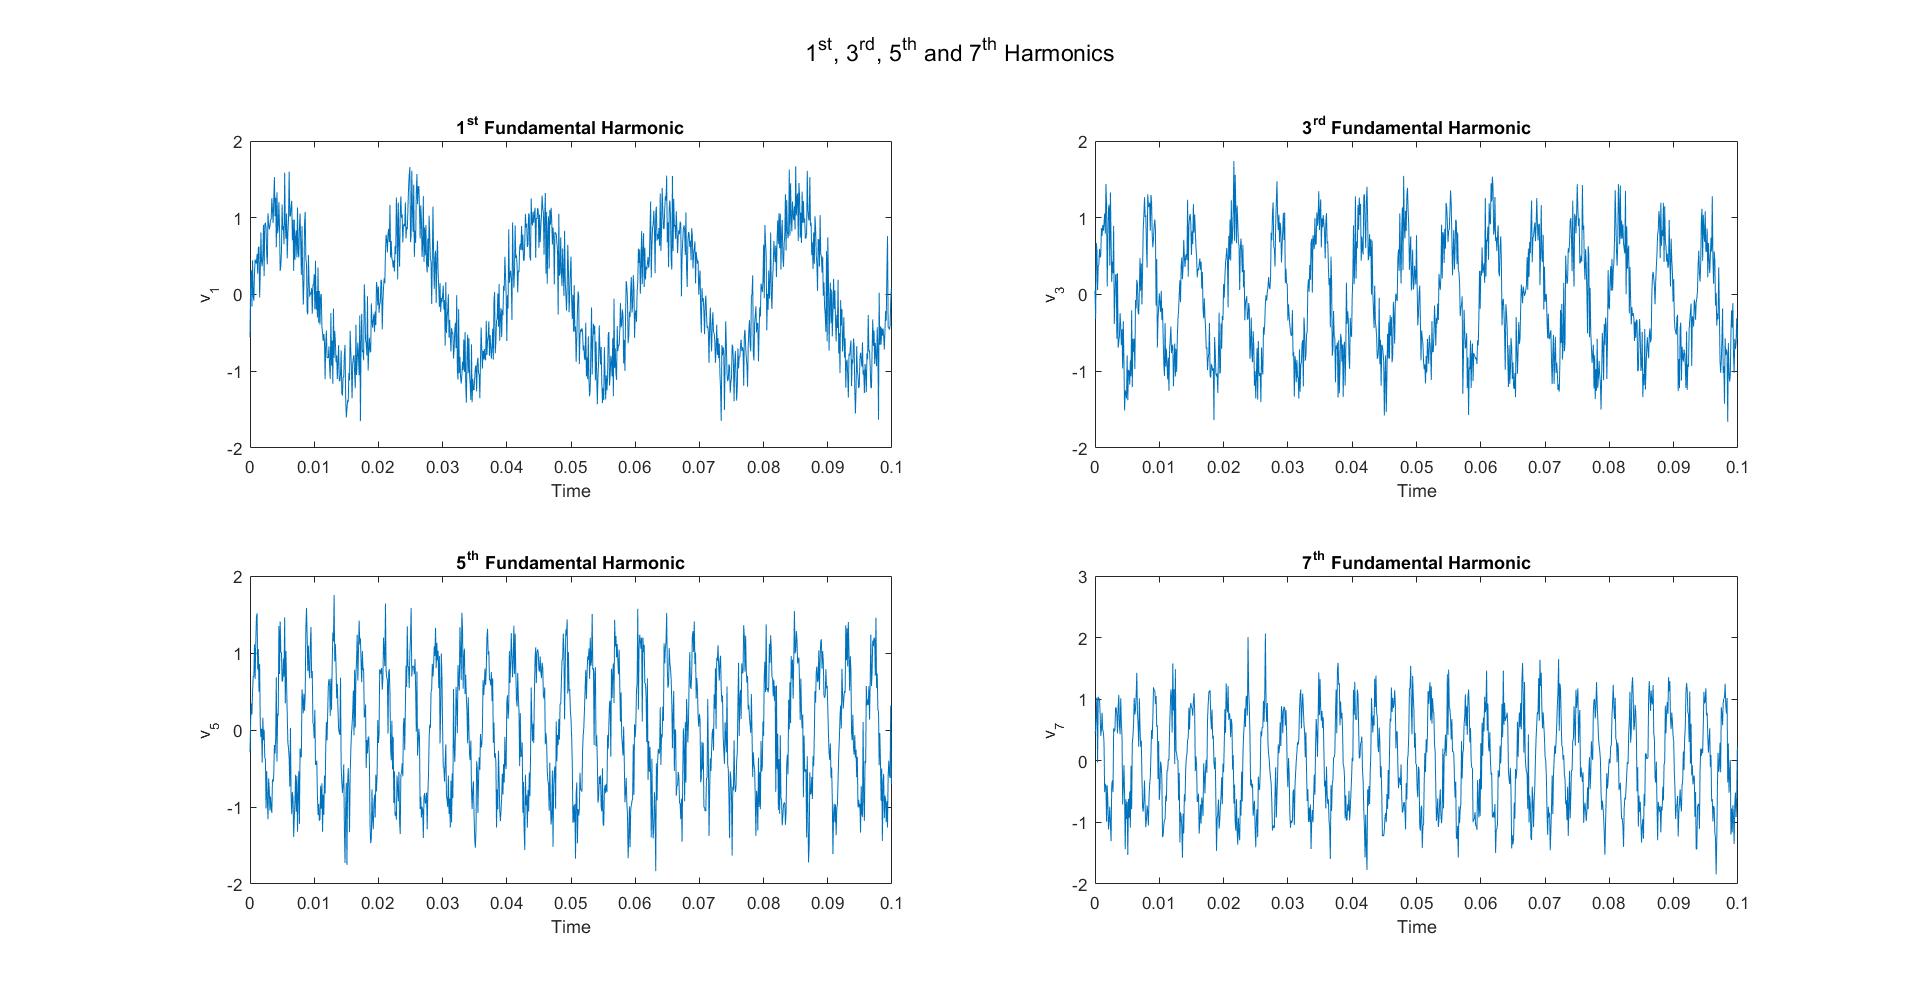 1st, 3rd, 5th and 7th Harmonics
1st Fundamental Harmonic
2
1
0
-1
-2
v1
0 0.01 0.02 0.03 0.04 0.05 0.06 0.07 0.08 0.09 0.1
Time
3rd Fundamental Harmonic
2
1
0
-1
-2
v3
0 0.01 0.02 0.03 0.04 0.05 0.06 0.07 0.08 0.09 0.1
Time
5th Fundamental Harmonic
2
1
0
-1
-2
v5
0 0.01 0.02 0.03 0.04 0.05 0.06 0.07 0.08 0.09 0.1
Time
7th Fundamental Harmonic
3
2
1
0
-1
-2
v7
0 0.01 0.02 0.03 0.04 0.05 0.06 0.07 0.08 0.09 0.1
Time